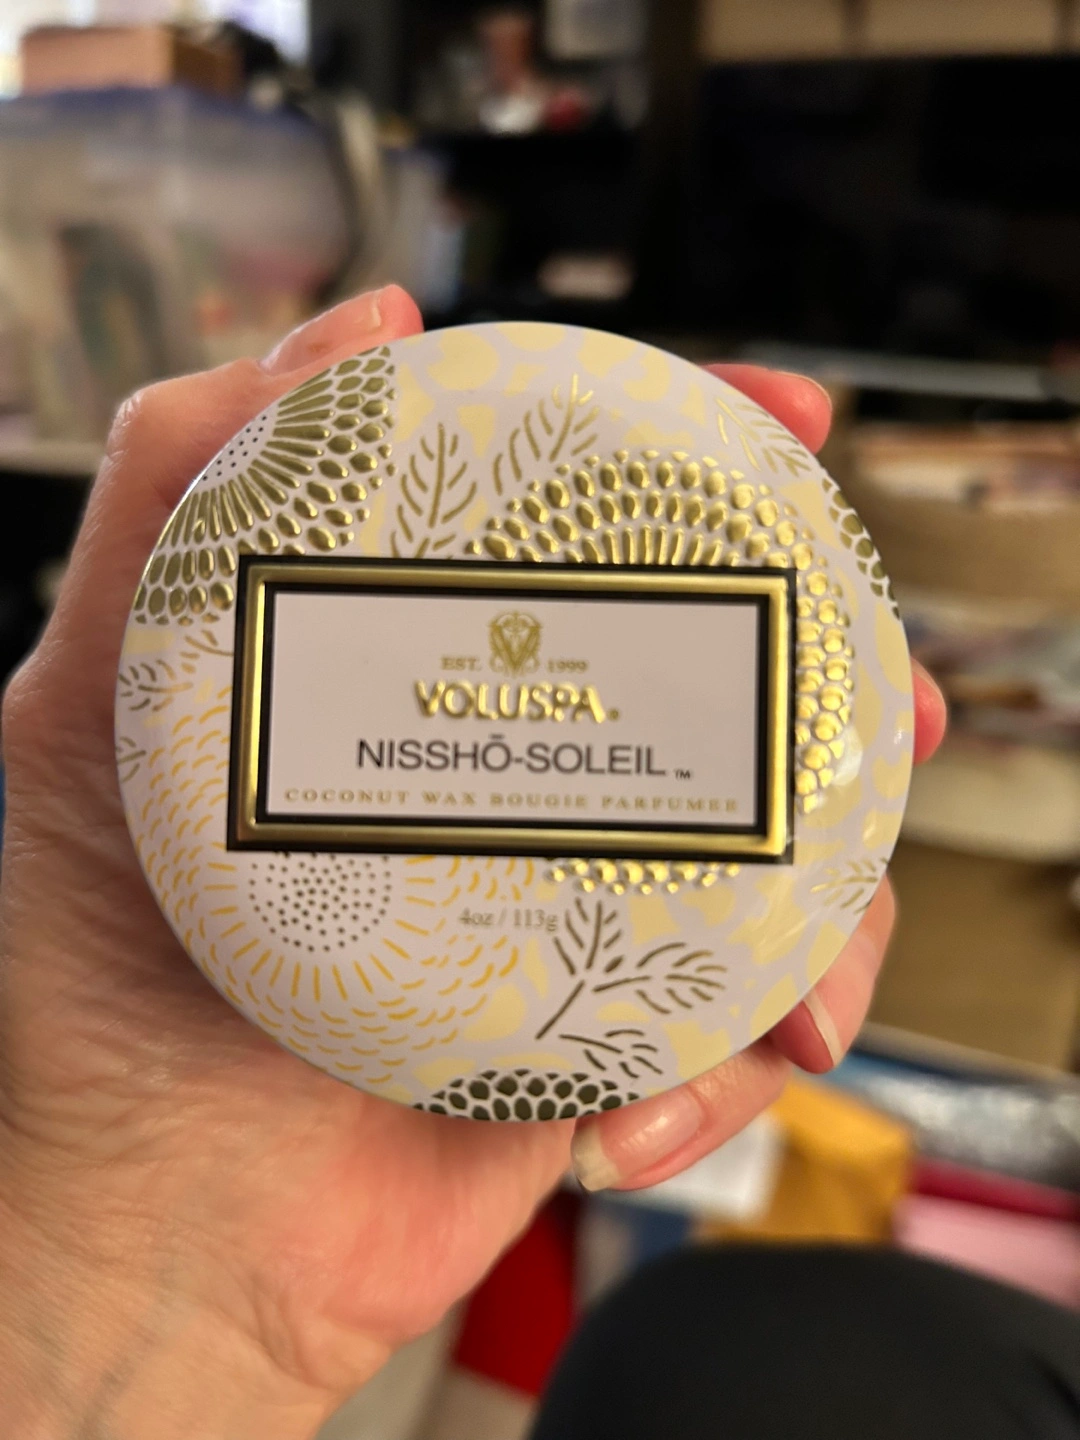 EST. 1999
VOLUSPA
NISSHŌ-SOLEIL ™
COCONUT WAX BOUGIE PARFUMER
4oz / 113g